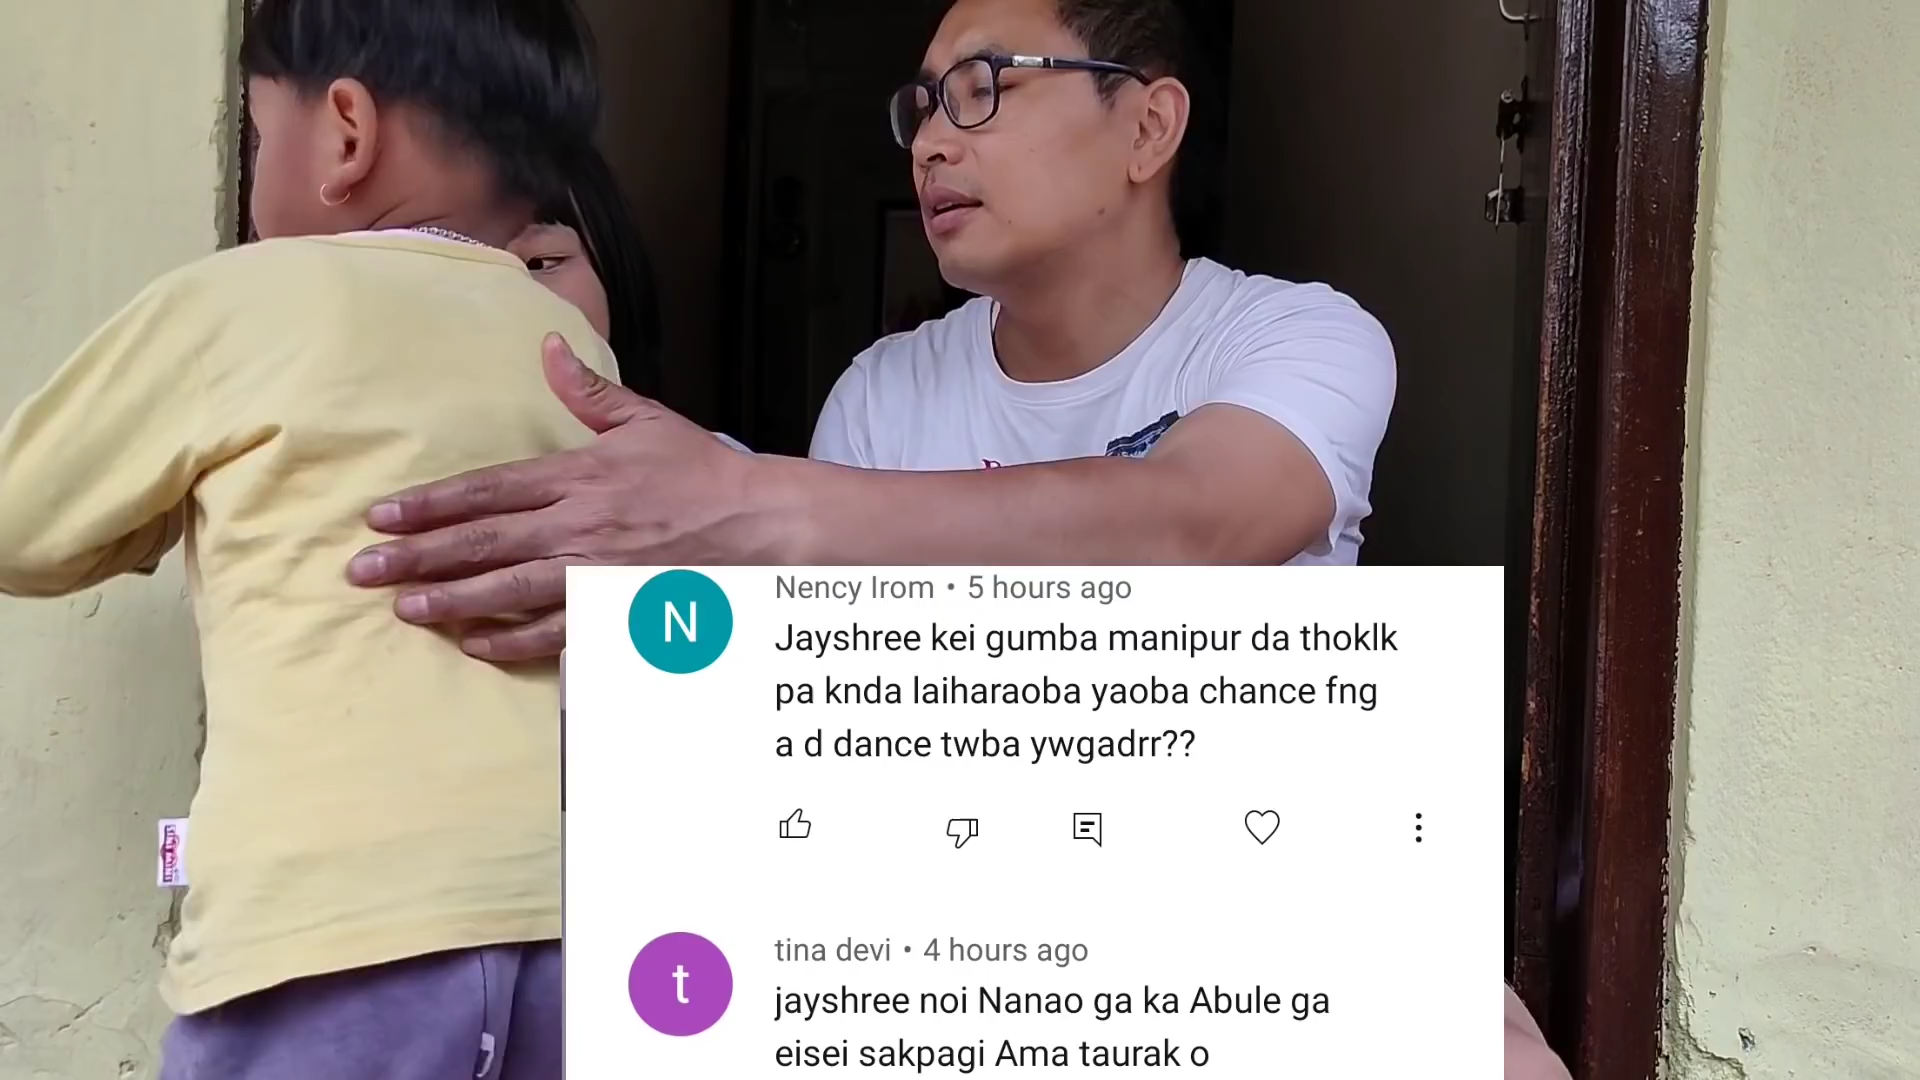 Nency Irom • 5 hours ago
Jayshree kei gumba manipur da thoklk
pa knda laiharaoba yaoba chance fng
a d dance twba ywgadrr??
tina devi • 4 hours ago
jayshree noi Nanao ga ka Abule ga
eisei sakpagi Ama taurak o
N
t